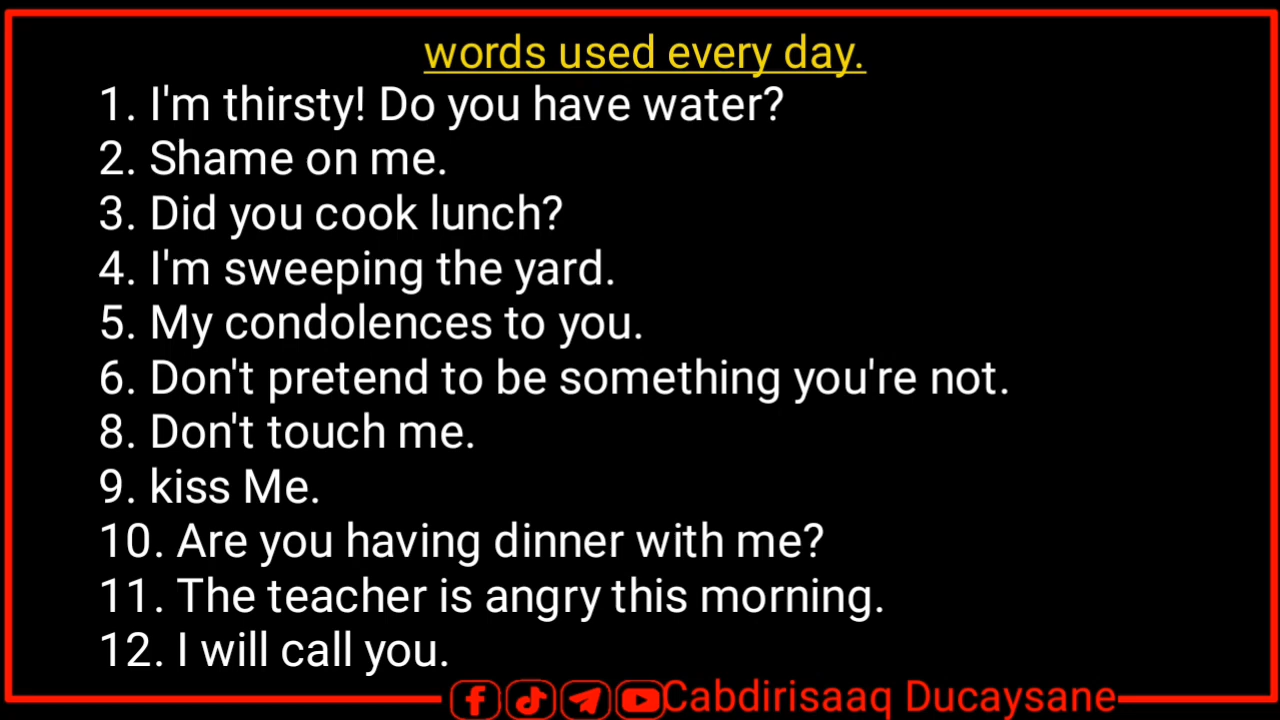 words used every day.
1. I'm thirsty! Do you have water?
2. Shame on me.
3. Did you cook lunch?
4. I'm sweeping the yard.
5. My condolences to you.
6. Don't pretend to be something you're not.
8. Don't touch me.
9. kiss Me.
10. Are you having dinner with me?
11. The teacher is angry this morning.
12. I will call you.
Cabdirisaaq Ducaysane